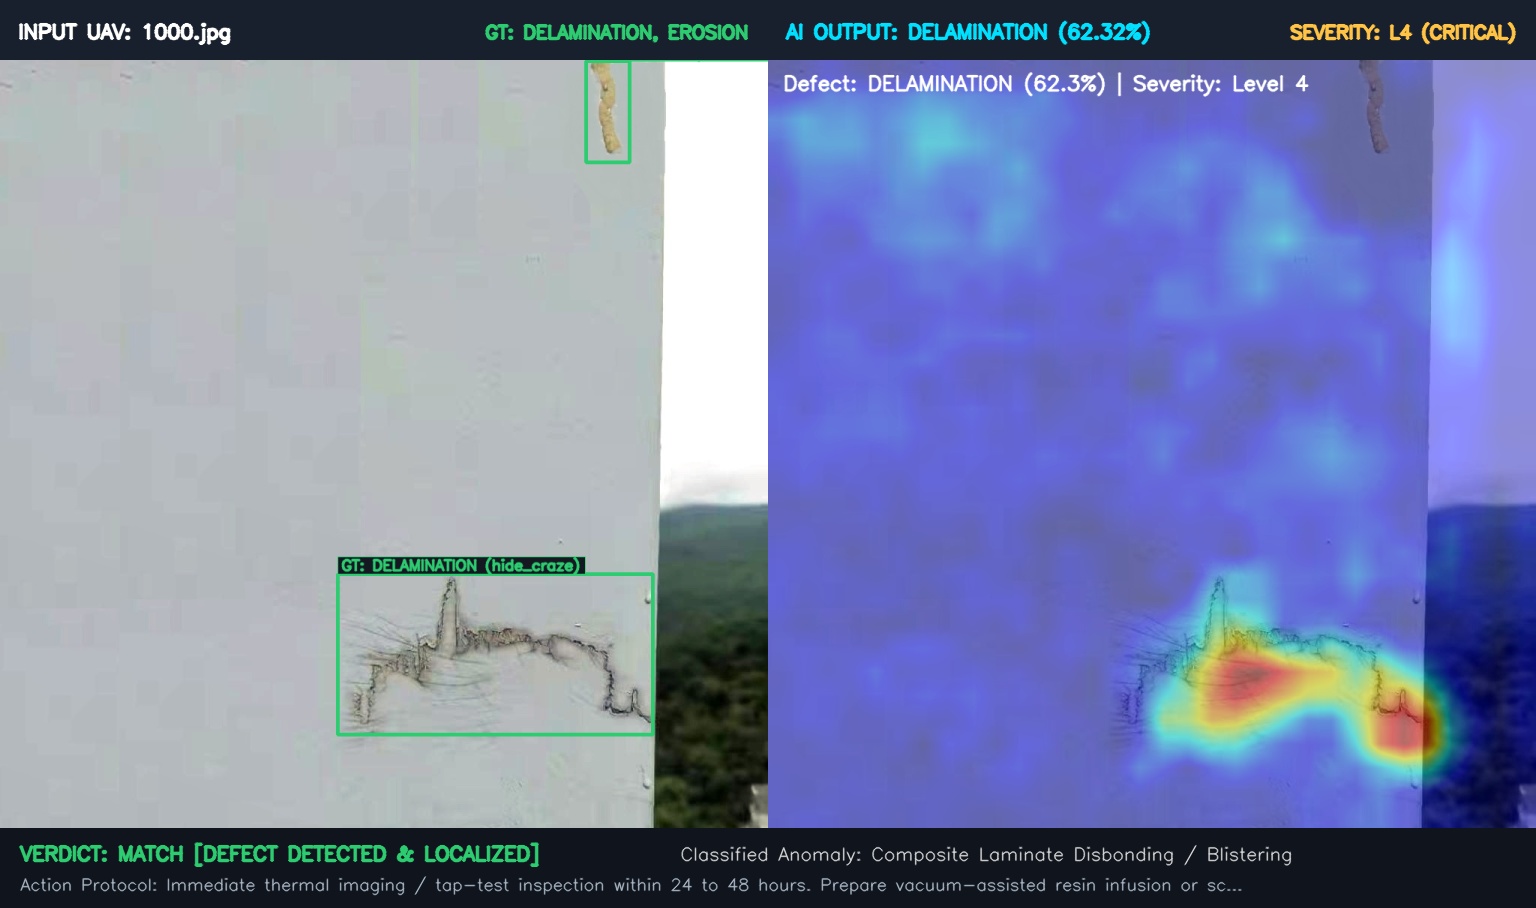 INPUT UAV: 1000.jpg
GT: DELAMINATION, EROSION
AI OUTPUT: DELAMINATION (62.32%)
SEVERITY: L4 (CRITICAL)
Defect: DELAMINATION (62.3%) | Severity: Level 4
GT: DELAMINATION (hide_craze)
VERDICT: MATCH [DEFECT DETECTED & LOCALIZED]
Classified Anomaly: Composite Laminate Disbonding / Blistering
Action Protocol: Immediate thermal imaging / tap-test inspection within 24 to 48 hours. Prepare vacuum-assisted resin infusion or sc...